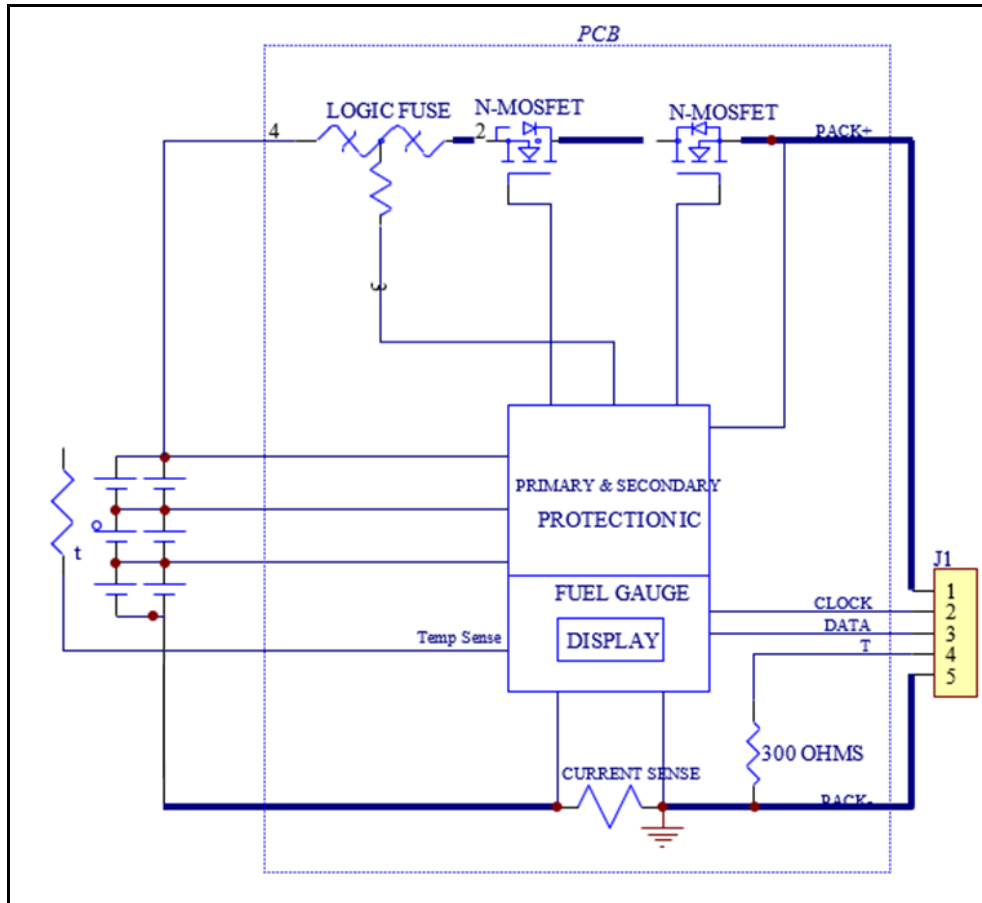 PCB
LOGIC FUSE
N-MOSFET
N-MOSFET
4
2
PACK+
3
PRIMARY & SECONDARY
PROTECTION IC
t
J1
FUEL GAUGE
1
CLOCK
2
DATA
3
Temp Sense
DISPLAY
T
4
5
300 OHMS
CURRENT SENSE
PACK-